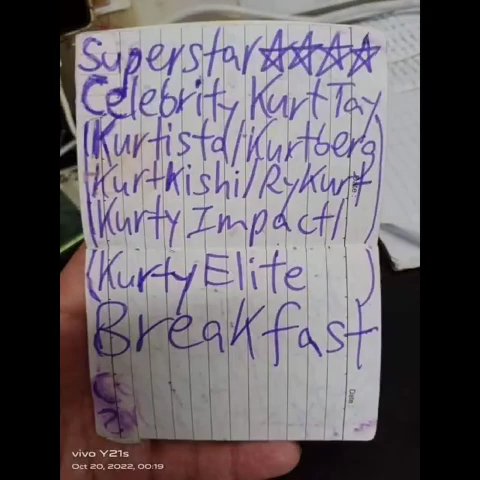 Superstar☆☆☆☆
Celebrity Kurt Tay
(Kurtista/Kurtberg)
(KurtKishi/RyKurt
(Kurty Impact/ )
(Kurty Elite )
Breakfast
Date
vivo Y21s
Oct 20, 2022, 00:19